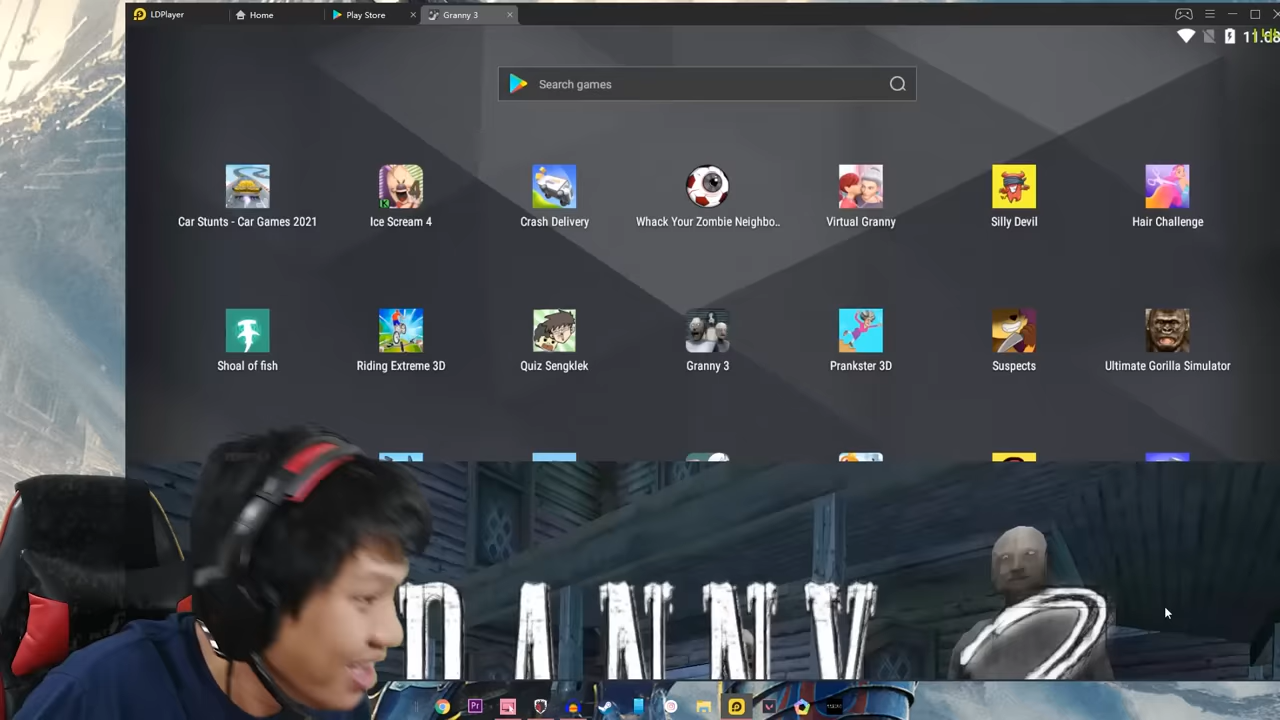 LDPlayer
Home
Play Store
Granny 3
Search games
Car Stunts - Car Games 2021
Ice Scream 4
Crash Delivery
Whack Your Zombie Neighbo..
Virtual Granny
Silly Devil
Hair Challenge
Shoal of fish
Riding Extreme 3D
Quiz Sengklek
Granny 3
Prankster 3D
Suspects
Ultimate Gorilla Simulator
RANNY
Pr